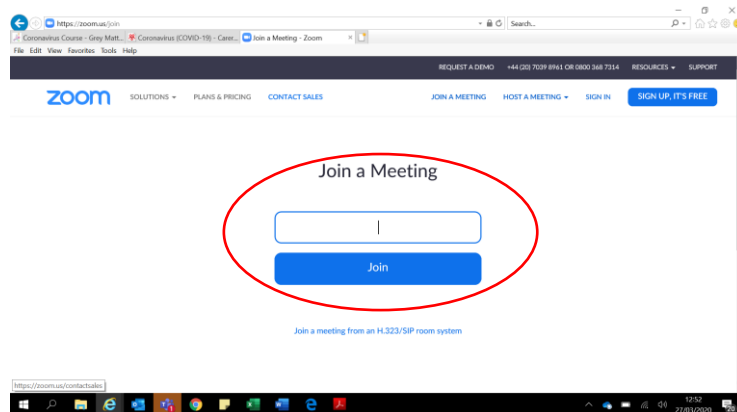 https://zoom.us/join
Search...
Coronavirus Course - Grey Matt...
Coronavirus (COVID-19) - Carer...
Join a Meeting - Zoom
File Edit View Favorites Tools Help
REQUEST A DEMO +44 (20) 7039 8961 OR 0800 368 7314 RESOURCES SUPPORT
zoom SOLUTIONS PLANS & PRICING CONTACT SALES JOIN A MEETING HOST A MEETING SIGN IN SIGN UP, IT'S FREE
Join a Meeting
Join
Join a meeting from an H.323/SIP room system
https://zoom.us/contactsales
12:52
27/03/2020